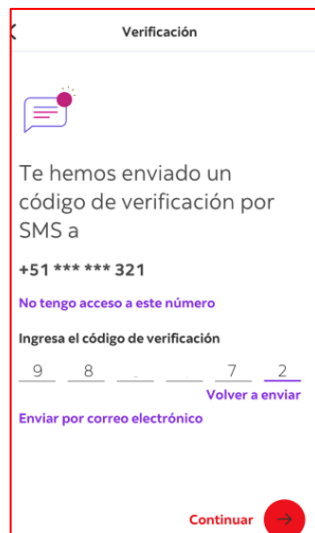 Verificación
Te hemos enviado un
código de verificación por
SMS a
+51 *** *** 321
No tengo acceso a este número
Ingresa el código de verificación
9 8 7 2
Volver a enviar
Enviar por correo electrónico
Continuar